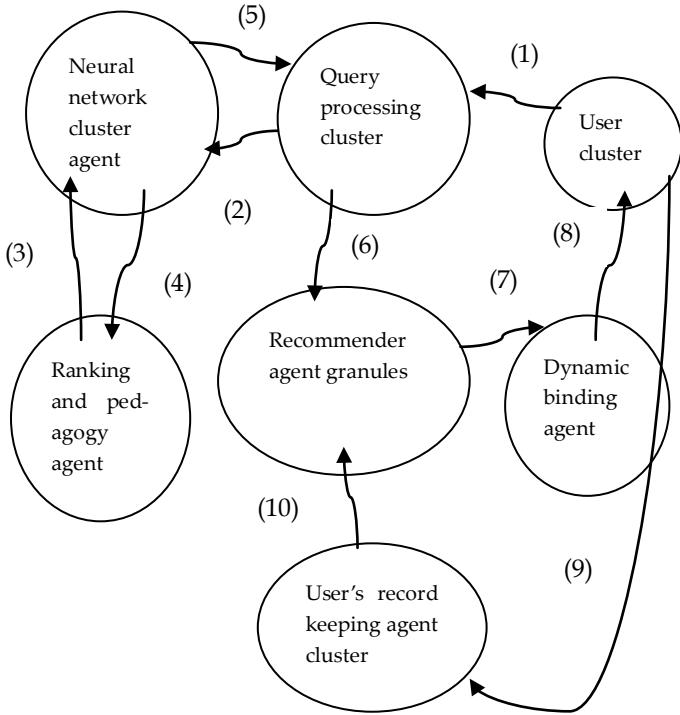 (5)
Neural
network
cluster
agent
Query
processing
cluster
(1)
User
cluster
(2)
(3)
(4)
(6)
(8)
(7)
Ranking
and ped-
agogy
agent
Recommender
agent granules
Dynamic
binding
agent
(10)
(9)
User's record
keeping agent
cluster